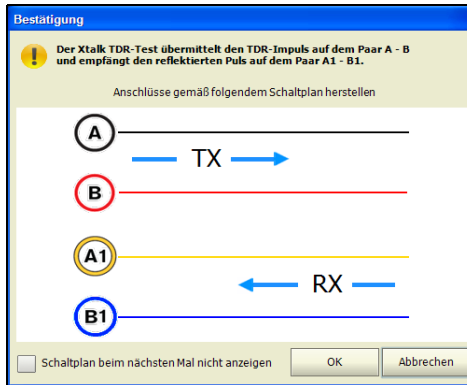 Bestätigung
Der Xtalk TDR-Test übermittelt den TDR-Impuls auf dem Paar A - B
und empfängt den reflektierten Puls auf dem Paar A1 - B1.
Anschlüsse gemäß folgendem Schaltplan herstellen
A
TX
B
A1
RX
B1
Schaltplan beim nächsten Mal nicht anzeigen
OK
Abbrechen